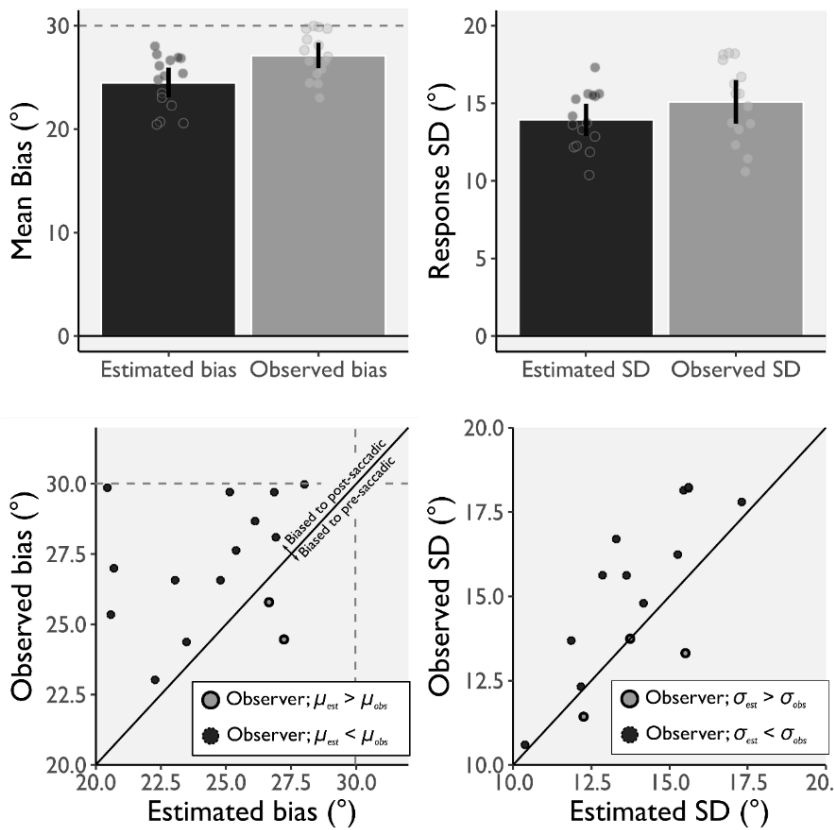 Mean Bias (°)
30
20
10
0
Estimated bias Observed bias
Response SD (°)
20
15
10
5
0
Estimated SD Observed SD
Observed bias (°)
30.0
27.5
25.0
22.5
20.0
Biased to post-saccadic
Biased to pre-saccadic
Observer; μest > μobs
Observer; μest < μobs
20.0 22.5 25.0 27.5 30.0
Estimated bias (°)
Observed SD (°)
20.0
17.5
15.0
12.5
10.0
Observer; σest > σobs
Observer; σest < σobs
10.0 12.5 15.0 17.5 20.
Estimated SD (°)